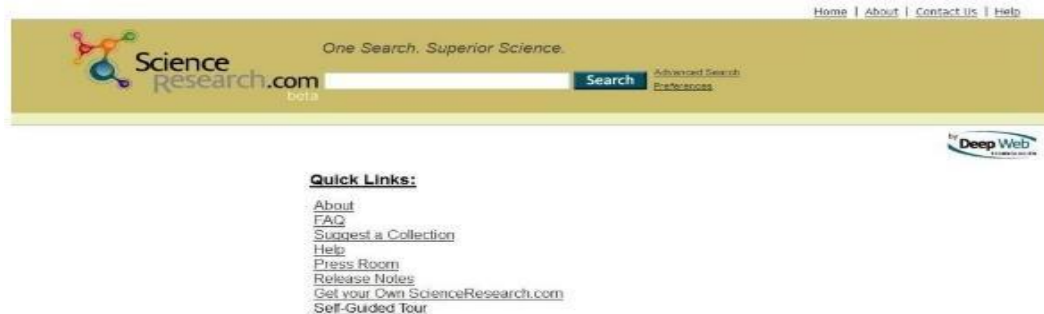 Home | About | Contact Us | Help
One Search. Superior Science.
Science
Research.com
beta
Search
Advanced Search
Preferences
by Deep Web
Quick Links:
About
FAQ
Suggest a Collection
Help
Press Room
Release Notes
Get your Own ScienceResearch.com
Self-Guided Tour